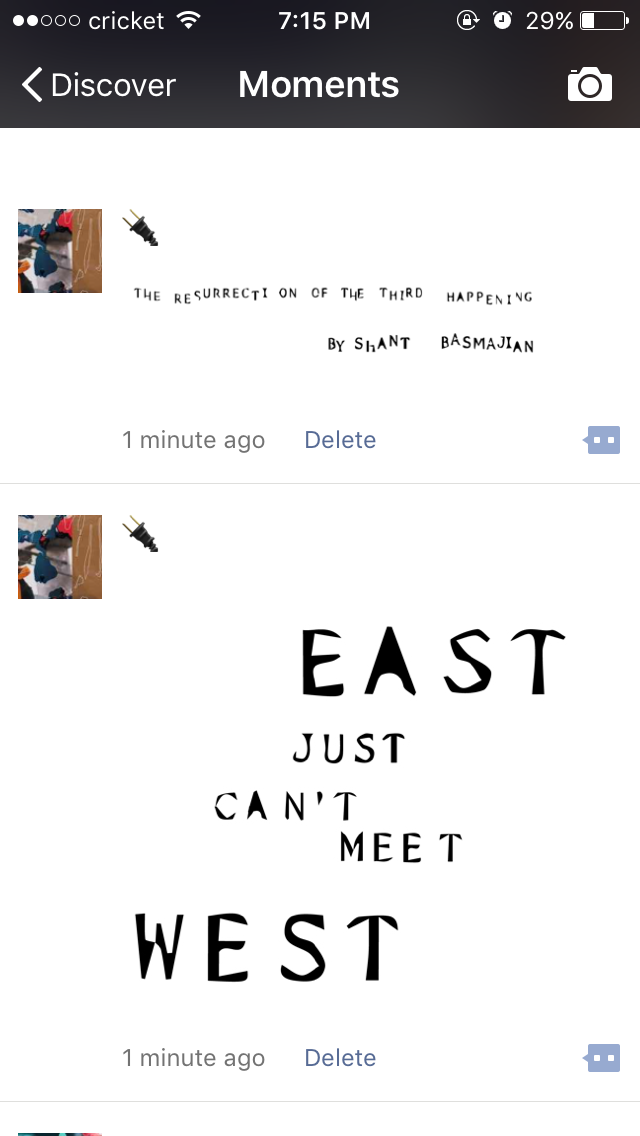 cricket 7:15 PM 29%
Discover Moments
THE RESURRECTION OF THE THIRD HAPPENING
BY ShANT BASMAJIAN
1 minute ago Delete
EAST
JUST
CAN'T
MEET
WEST
1 minute ago Delete